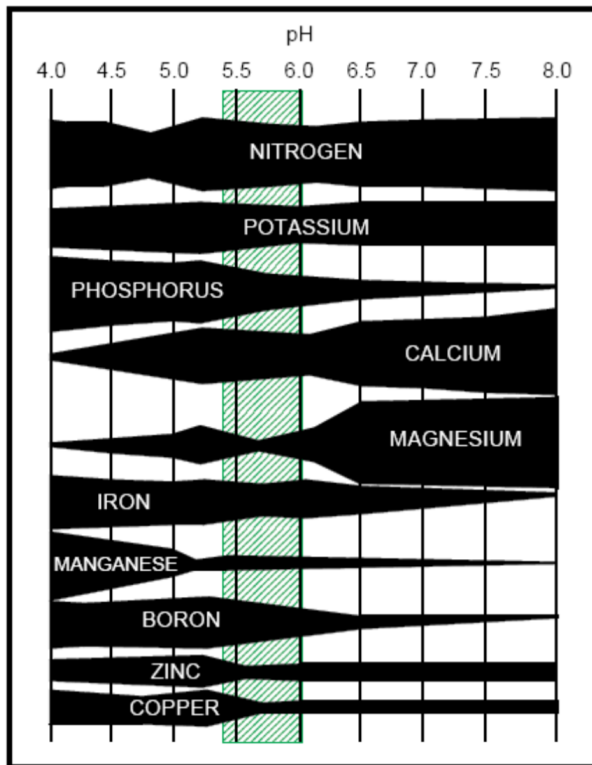 pH
4.0 4.5 5.0 5.5 6.0 6.5 7.0 7.5 8.0
NITROGEN
POTASSIUM
PHOSPHORUS
CALCIUM
MAGNESIUM
IRON
MANGANESE
BORON
ZINC
COPPER